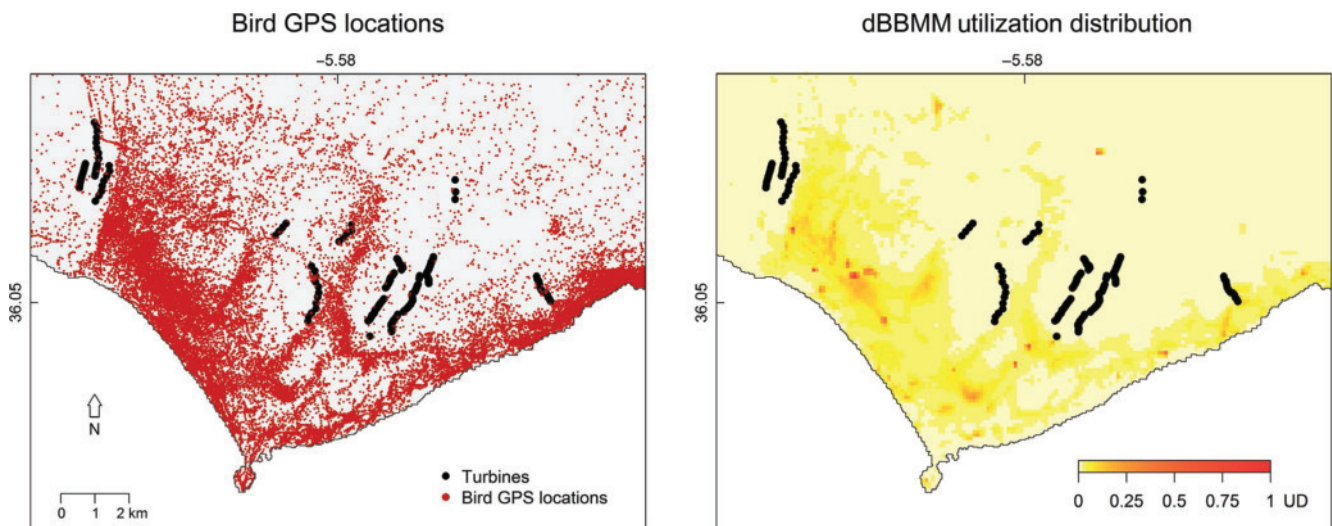 Bird GPS locations
dBBMM utilization distribution
−5.58
−5.58
36.05
36.05
N
Turbines
Bird GPS locations
0 1 2 km
0 0.25 0.5 0.75 1 UD